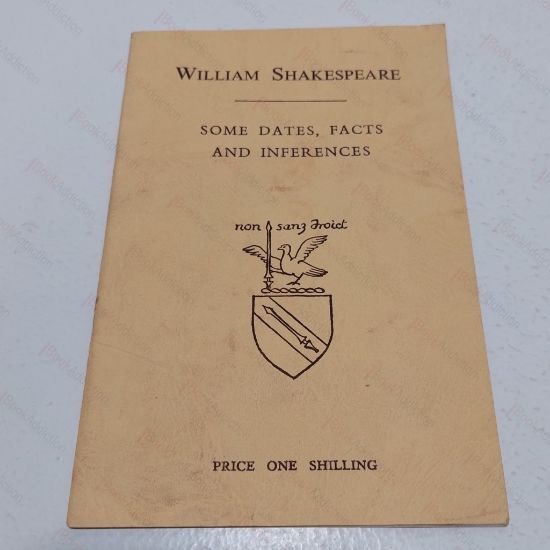 WILLIAM SHAKESPEARE
SOME DATES, FACTS
AND INFERENCES
non sanz droict
PRICE ONE SHILLING